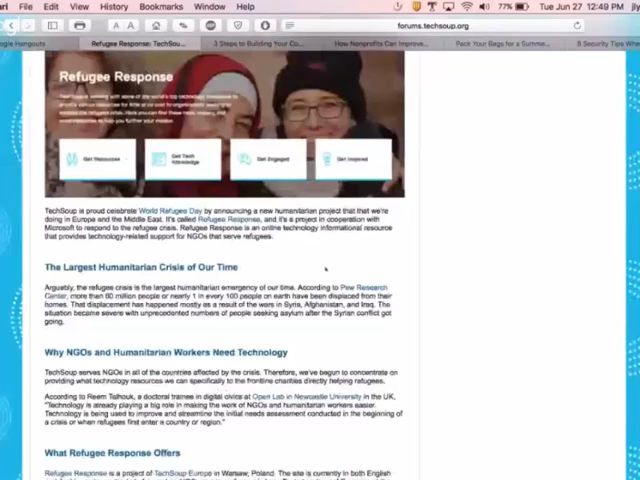 ari File Edit View History Bookmarks Window Help 77% Tue Jun 27 12:49 PM jly
A A forums.techsoup.org
ogle Hangouts Refugee Response: TechSou... 3 Steps to Building Your Co... How Nonprofits Can Improve... Pack Your Bags for a Summe... 8 Security Tips Whe
Refugee Response
Get Resources Get Tech Knowledge Get Engaged Get Inspired
TechSoup is proud celebrate World Refugee Day by announcing a new humanitarian project that that we're
doing in Europe and the Middle East. It's called Refugee Response, and it's a project in cooperation with
Microsoft to respond to the refugee crisis. Refugee Response is an online technology informational resource
that provides technology-related support for NGOs that serve refugees.
The Largest Humanitarian Crisis of Our Time
Arguably, the refugee crisis is the largest humanitarian emergency of our time. According to Pew Research
Center, more than 60 million people or nearly 1 in every 100 people on earth have been displaced from their
homes. That displacement has happened mostly as a result of the wars in Syria, Afghanistan, and Iraq. The
situation became severe with unprecedented numbers of people seeking asylum after the Syrian conflict got
going.
Why NGOs and Humanitarian Workers Need Technology
TechSoup serves NGOs in all of the countries affected by the crisis. Therefore, we've begun to concentrate on
providing what technology resources we can specifically to the frontline charities directly helping refugees.
According to Reem Talhouk, a doctoral trainee in digital civics at Open Lab in Newcastle University in the UK,
"Technology is already playing a big role in making the work of NGOs and humanitarian workers easier.
Technology is being used to improve and streamline the initial needs assessment conducted in the beginning of
a crisis or when refugees first enter a country or region."
What Refugee Response Offers
Refugee Response is a project of TechSoup Europe in Warsaw, Poland. The site is currently in both English